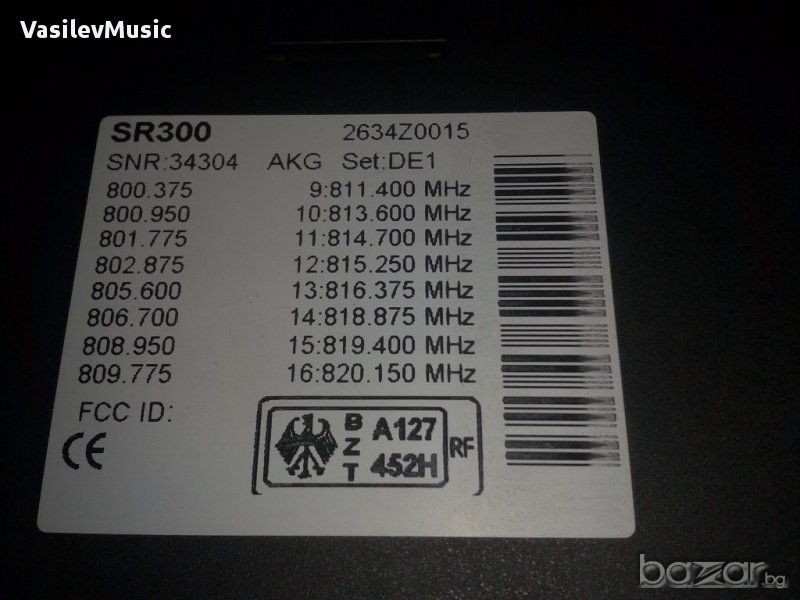 VasilevMusic
SR300 2634Z0015
SNR:34304 AKG Set:DE1
800.375 9:811.400 MHz
800.950 10:813.600 MHz
801.775 11:814.700 MHz
802.875 12:815.250 MHz
805.600 13:816.375 MHz
806.700 14:818.875 MHz
808.950 15:819.400 MHz
809.775 16:820.150 MHz
FCC ID:
CE
BZT A127 452H RF
bazar.bg